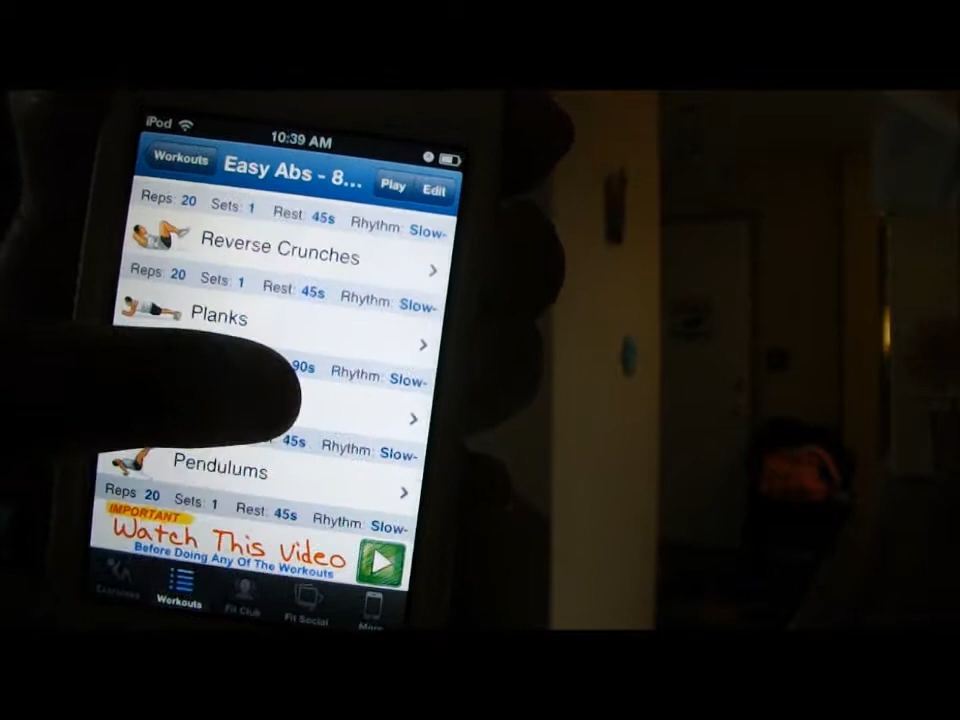 iPod 10:39 AM
Workouts Easy Abs - 8... Play Edit
Reps: 20 Sets: 1 Rest: 45s Rhythm: Slow-
Reverse Crunches
Reps: 20 Sets: 1 Rest: 45s Rhythm: Slow-
Planks
90s Rhythm: Slow-
45s Rhythm: Slow-
Pendulums
Reps: 20 Sets: 1 Rest: 45s Rhythm: Slow-
IMPORTANT
Watch This Video
Before Doing Any Of The Workouts
Exercises Workouts Fit Club Fit Social More